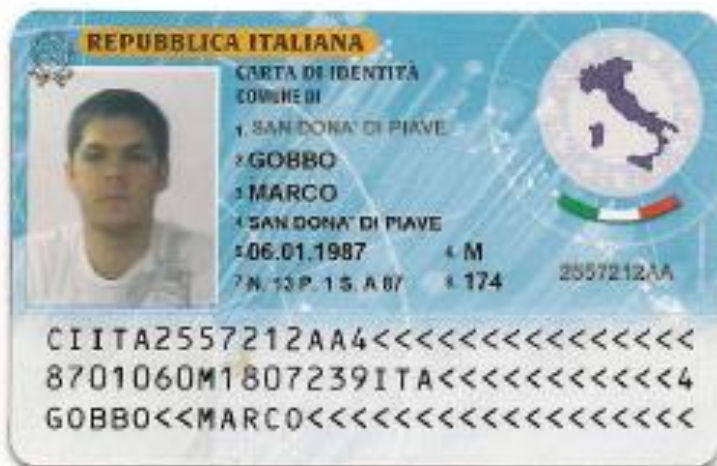 REPUBBLICA ITALIANA
CARTA DI IDENTITÀ
COMUNE DI
1. SAN DONA' DI PIAVE
2 GOBBO
3 MARCO
4 SAN DONA' DI PIAVE
5 06.01.1987 6. M
7 N. 13 P. 1 S. A 87 8. 174
2557212AA
CIITA2557212AA4<<<<<<<<<<<<<<<
8701060M1807239ITA<<<<<<<<<<<4
GOBBO<<MARCO<<<<<<<<<<<<<<<<<<